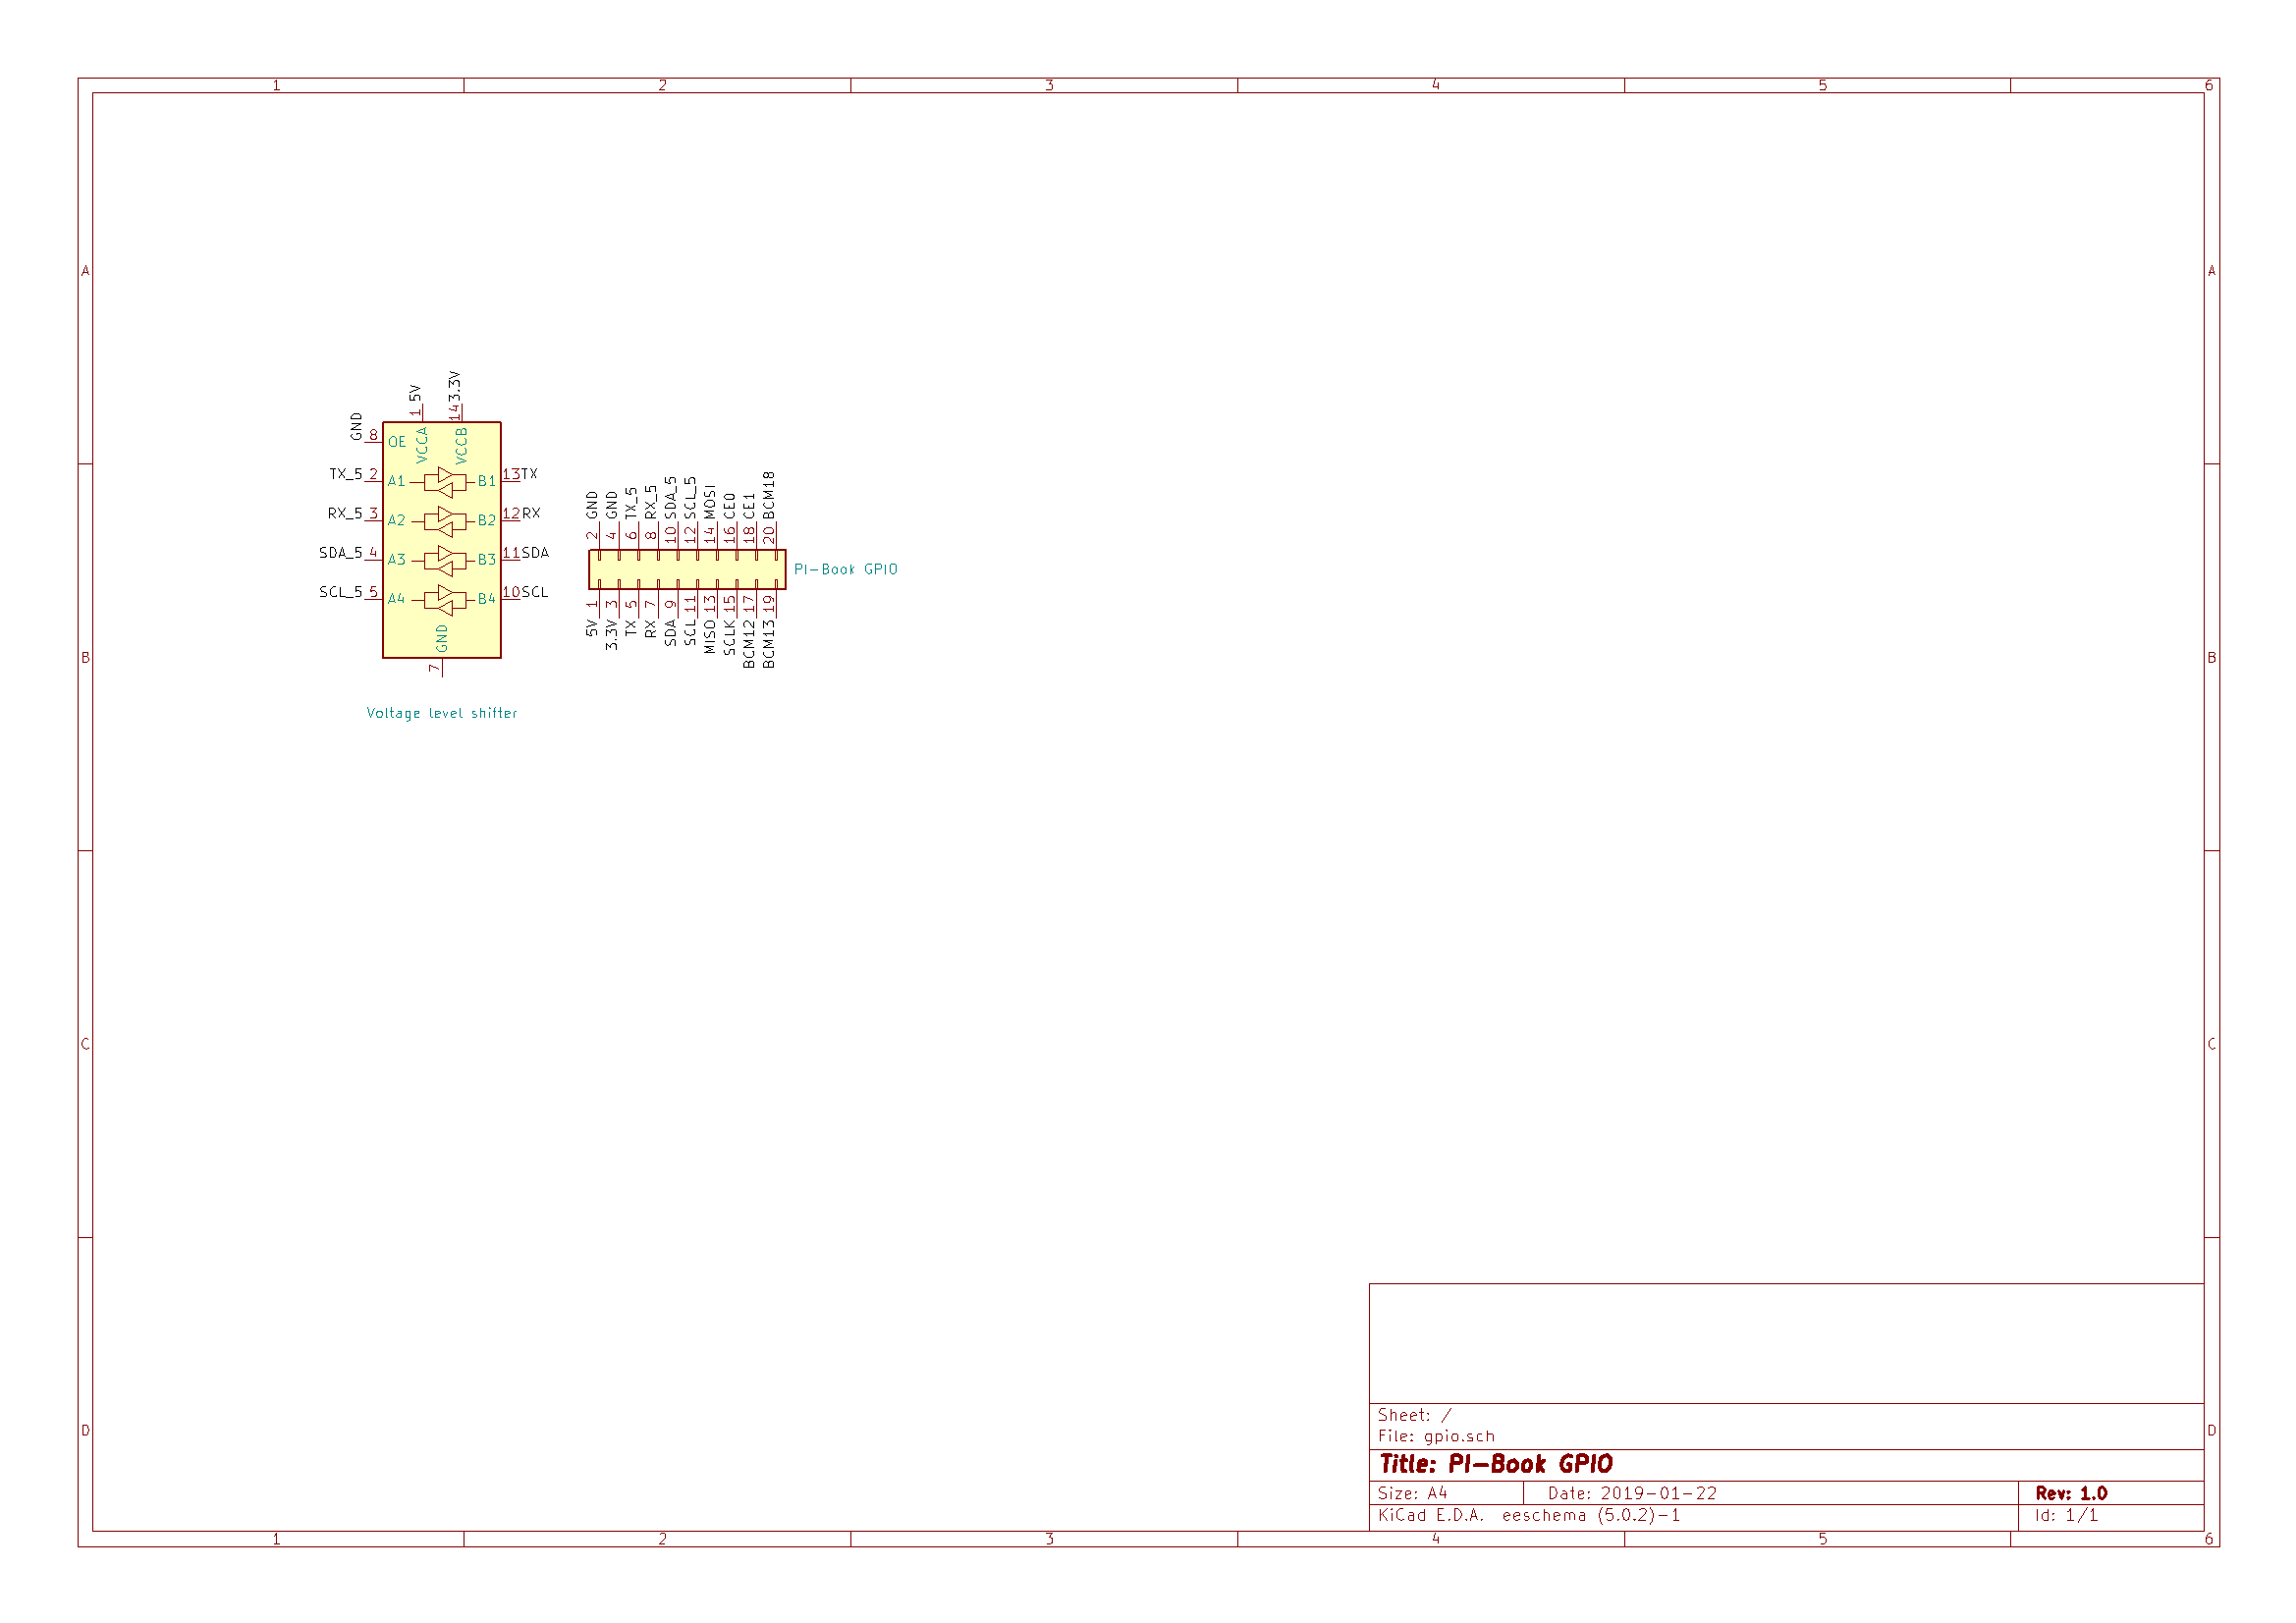 1 2 3 4 5 6
A A
5V 3.3V
1 14
GND 8 OE VCCA VCCB
TX_5 2 A1 B1 13 TX
RX_5 3 A2 B2 12 RX
SDA_5 4 A3 B3 11 SDA
SCL_5 5 A4 B4 10 SCL
GND
7
Voltage level shifter
GND GND TX_5 RX_5 SDA_5 SCL_5 MOSI CE0 CE1 BCM18
2 4 6 8 10 12 14 16 18 20
PI-Book GPIO
1 3 5 7 9 11 13 15 17 19
5V 3.3V TX RX SDA SCL MISO SCLK BCM12 BCM13
B B
C C
D D
Sheet: /
File: gpio.sch
Title: PI-Book GPIO
Size: A4 Date: 2019-01-22 Rev: 1.0
KiCad E.D.A. eeschema (5.0.2)-1 Id: 1/1
1 2 3 4 5 6